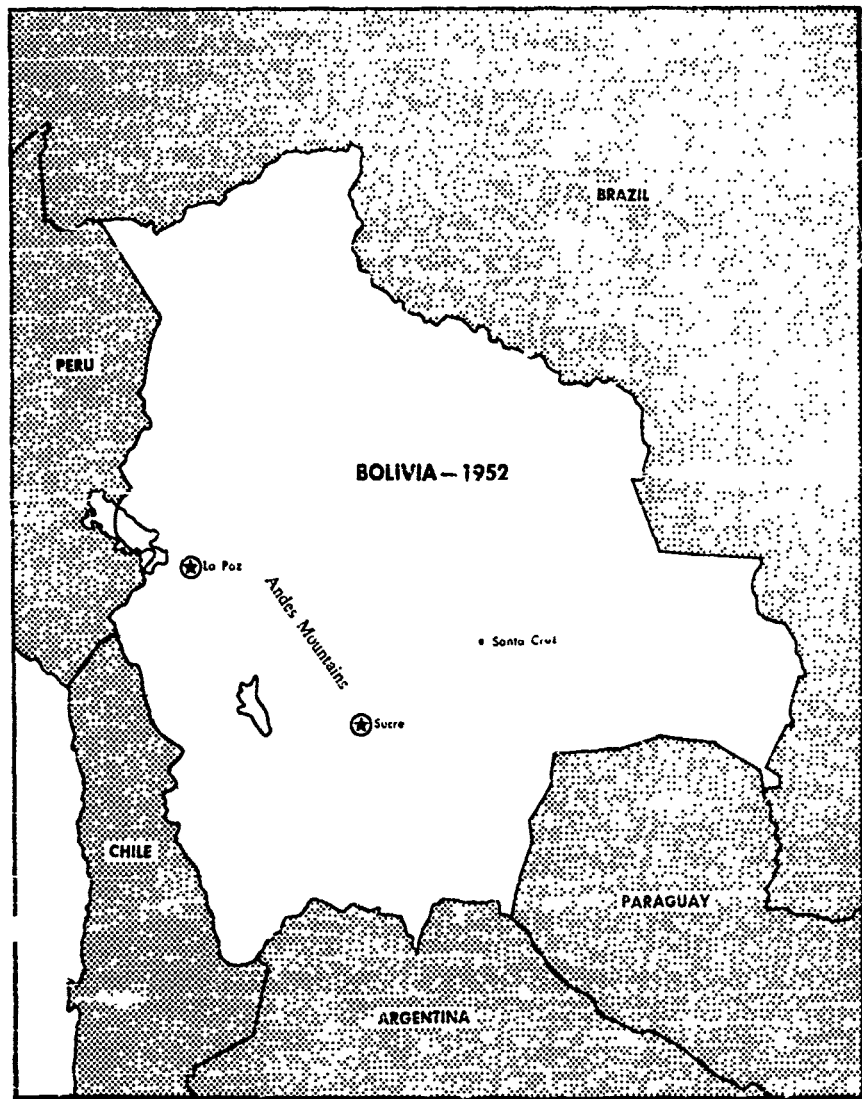 BRAZIL
PERU
BOLIVIA — 1952
La Paz
Andes Mountains
Santa Cruz
Sucre
CHILE
PARAGUAY
ARGENTINA